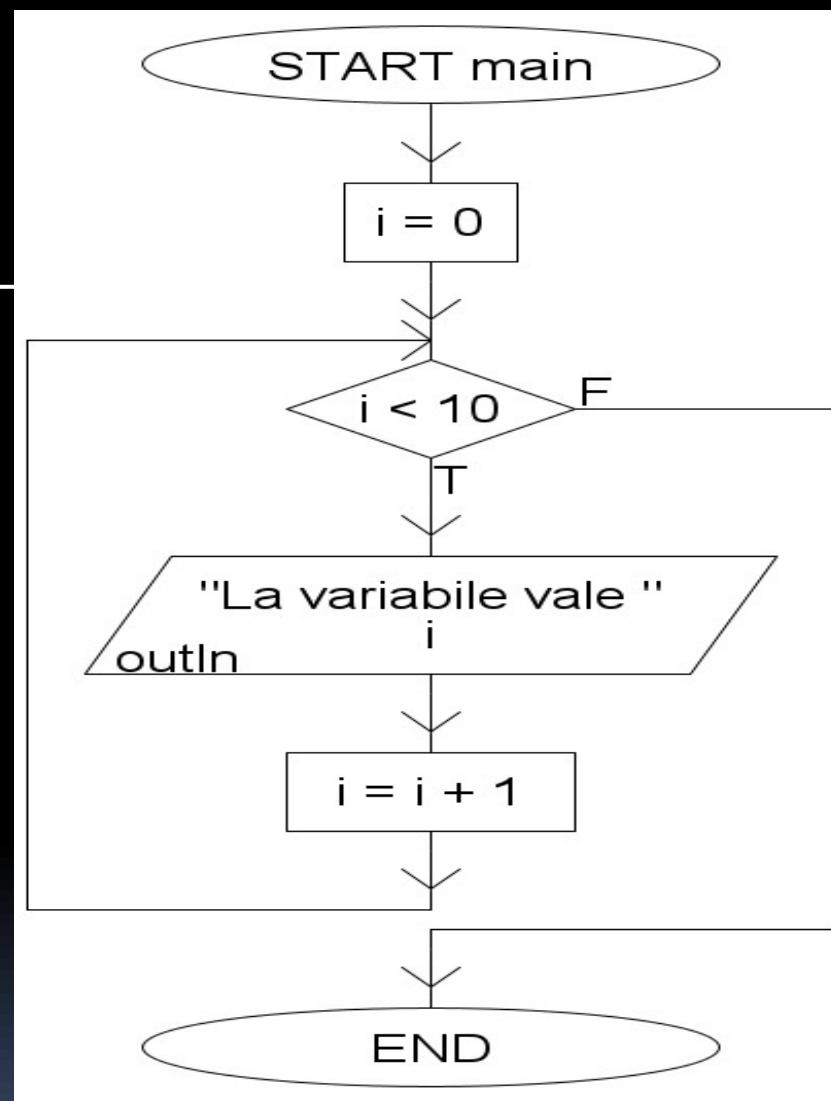 START main
i = 0
i < 10
F
T
"La variabile vale "
i
outln
i = i + 1
END